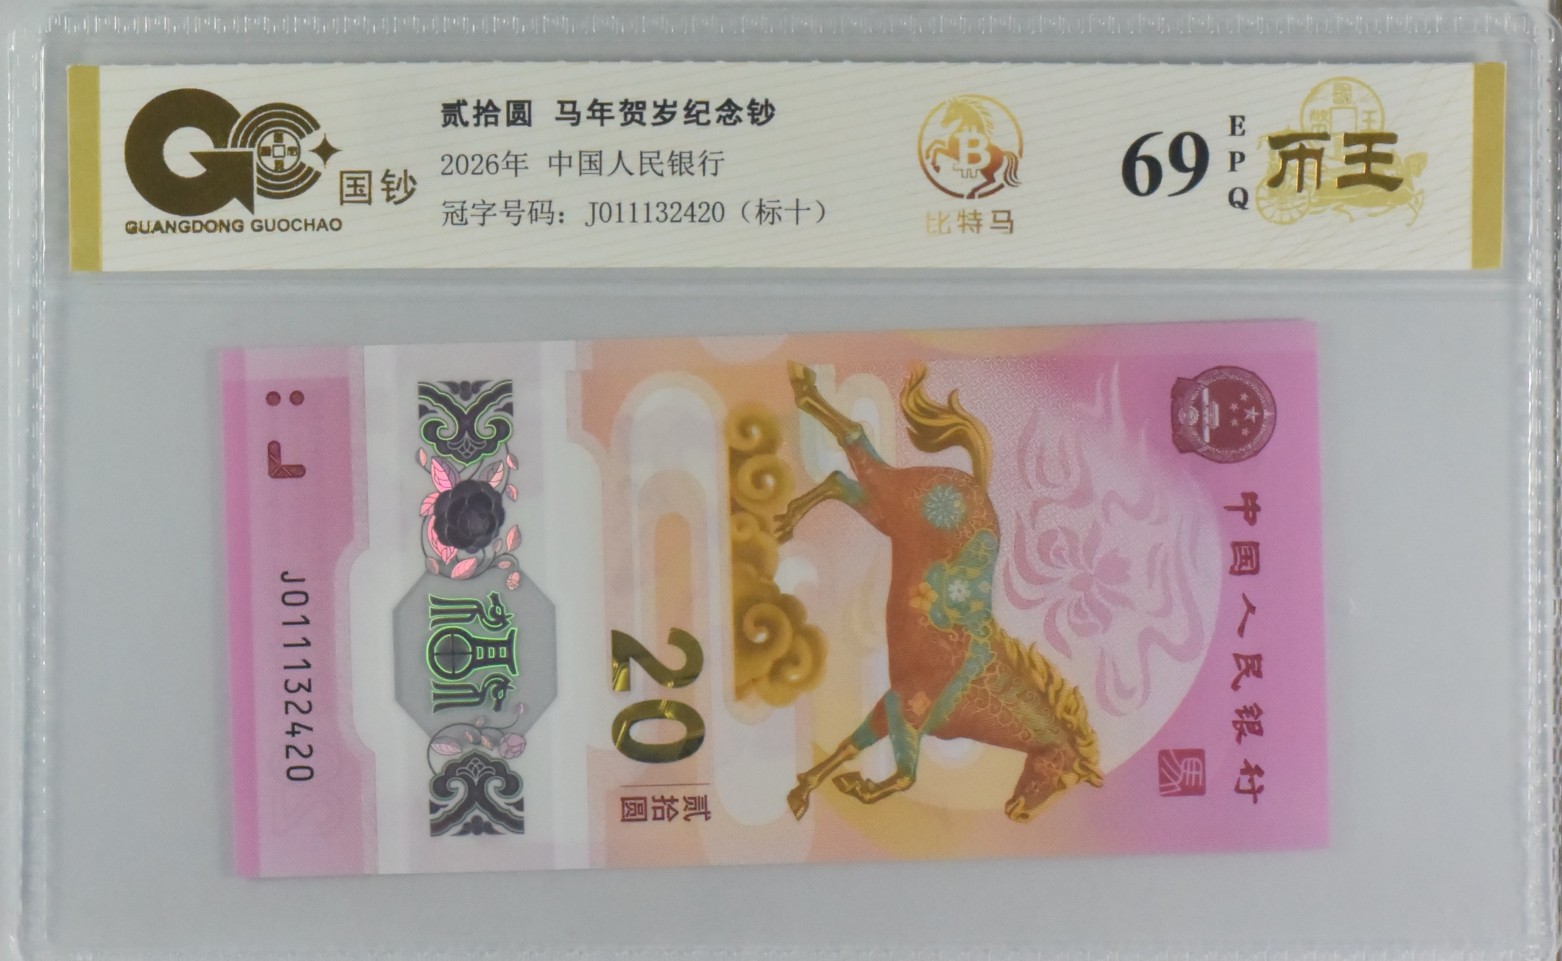 国钞
GUANGDONG GUOCHAO
贰拾圆 马年贺岁纪念钞
2026年 中国人民银行
冠字号码：J011132420（标十）
B
比特马
69
EPQ
币王
J
J011132420
20
贰拾圆
中国人民银行